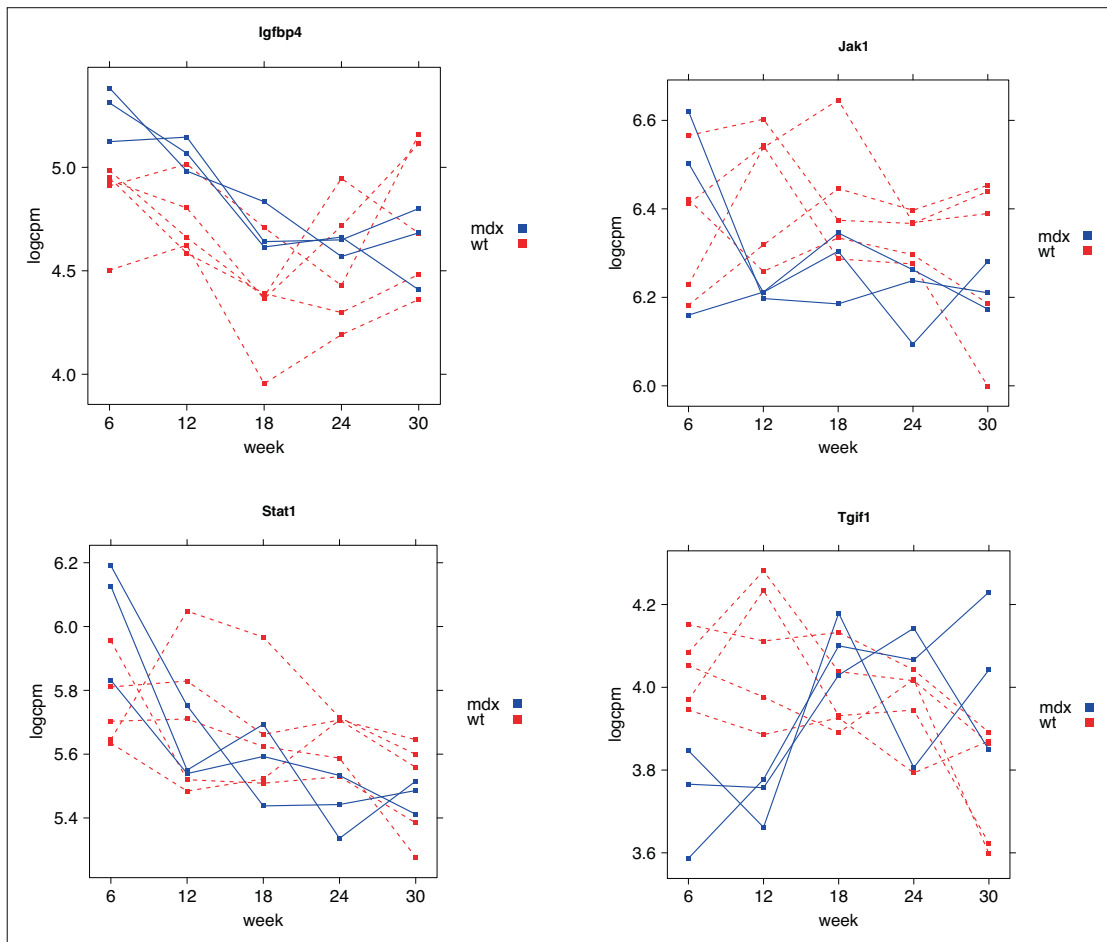 Igfbp4
logcpm
5.0
4.5
4.0
6 12 18 24 30
week
mdx
wt
Jak1
logcpm
6.6
6.4
6.2
6.0
6 12 18 24 30
week
mdx
wt
Stat1
logcpm
6.2
6.0
5.8
5.6
5.4
6 12 18 24 30
week
mdx
wt
Tgif1
logcpm
4.2
4.0
3.8
3.6
6 12 18 24 30
week
mdx
wt